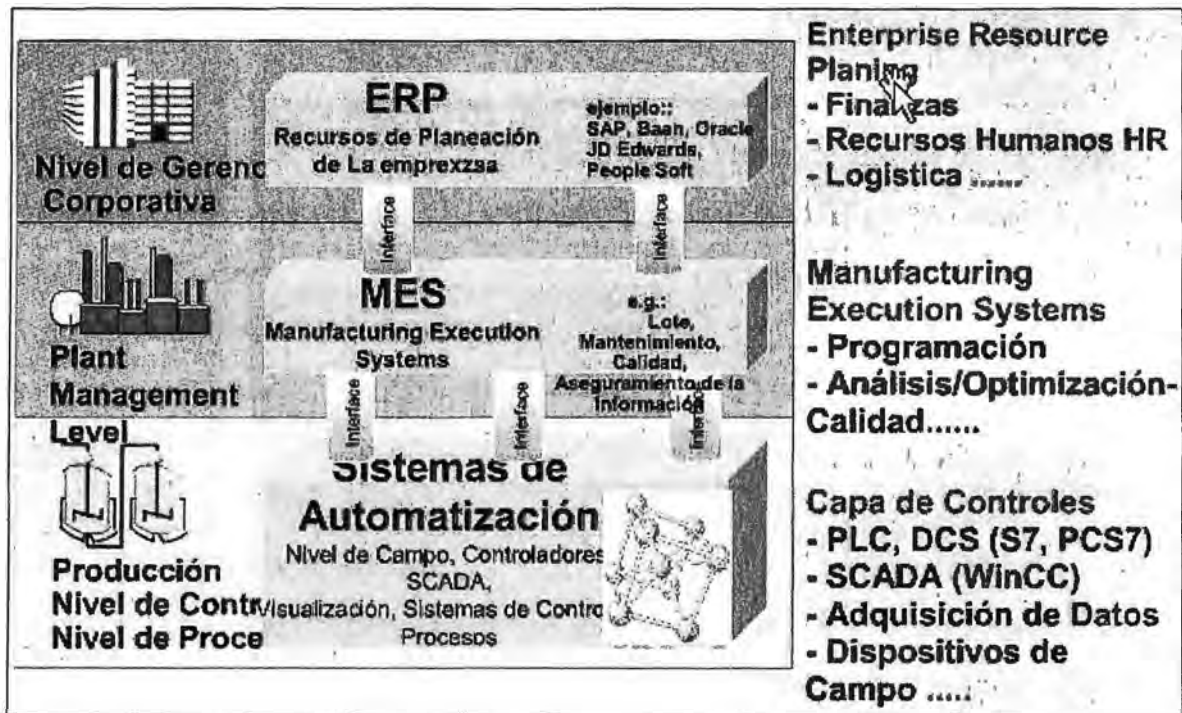 Nivel de Gerenc
Corporativa
ERP
Recursos de Planeación
de La emprexzsa
ejemplo::
SAP, Baan, Oracle
JD Edwards,
People Soft
Interface
Interface
Enterprise Resource
Planing
- Finanzas
- Recursos Humanos HR
- Logistica ......
Plant
Management
Level
MES
Manufacturing Execution
Systems
e.g.:
Lote,
Mantenimiento,
Calidad,
Aseguramiento de la
Información
Interface
Interface
Manufacturing
Execution Systems
- Programación
- Análisis/Optimización-
Calidad......
Producción
Nivel de Contr
Nivel de Proce
Sistemas de
Automatización
Nivel de Campo, Controladores
SCADA,
Visualización, Sistemas de Contro
Procesos
Capa de Controles
- PLC, DCS (S7, PCS7)
- SCADA (WinCC)
- Adquisición de Datos
- Dispositivos de
Campo .....